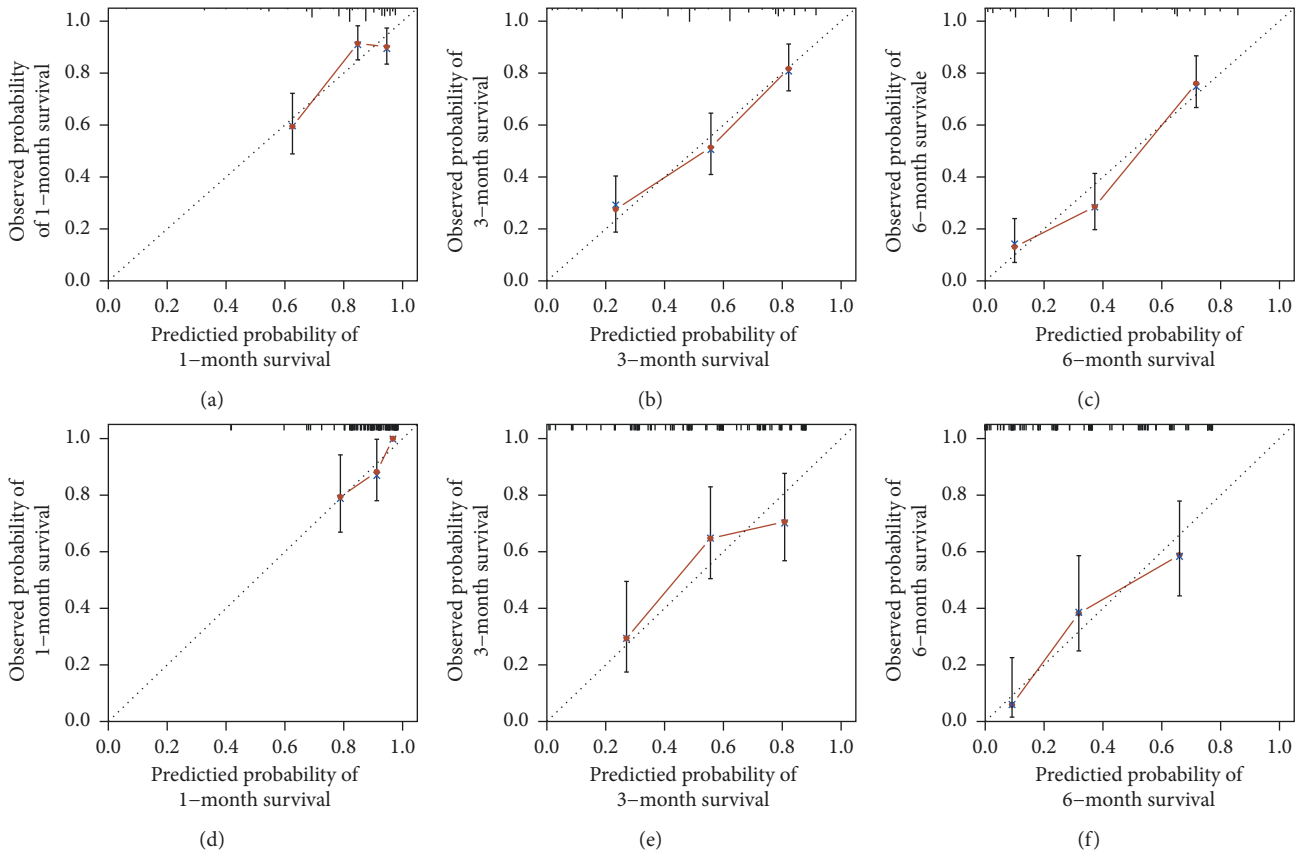 Observed probability
of 1-month survival
1.0
0.8
0.6
0.4
0.2
0.0
0.0 0.2 0.4 0.6 0.8 1.0
Predictied probability of
1-month survival
(a)
Observed probability of
3-month survival
1.0
0.8
0.6
0.4
0.2
0.0
0.0 0.2 0.4 0.6 0.8 1.0
Predictied probability of
3-month survival
(b)
Observed probability of
6-month survivale
1.0
0.8
0.6
0.4
0.2
0.0
0.0 0.2 0.4 0.6 0.8 1.0
Predictied probability of
6-month survival
(c)
Observed probability of
1-month survival
1.0
0.8
0.6
0.4
0.2
0.0
0.0 0.2 0.4 0.6 0.8 1.0
Predictied probability of
1-month survival
(d)
Observed probability of
3-month survival
1.0
0.8
0.6
0.4
0.2
0.0
0.0 0.2 0.4 0.6 0.8 1.0
Predictied probability of
3-month survival
(e)
Observed probability of
6-month survival
1.0
0.8
0.6
0.4
0.2
0.0
0.0 0.2 0.4 0.6 0.8 1.0
Predictied probability of
6-month survival
(f)